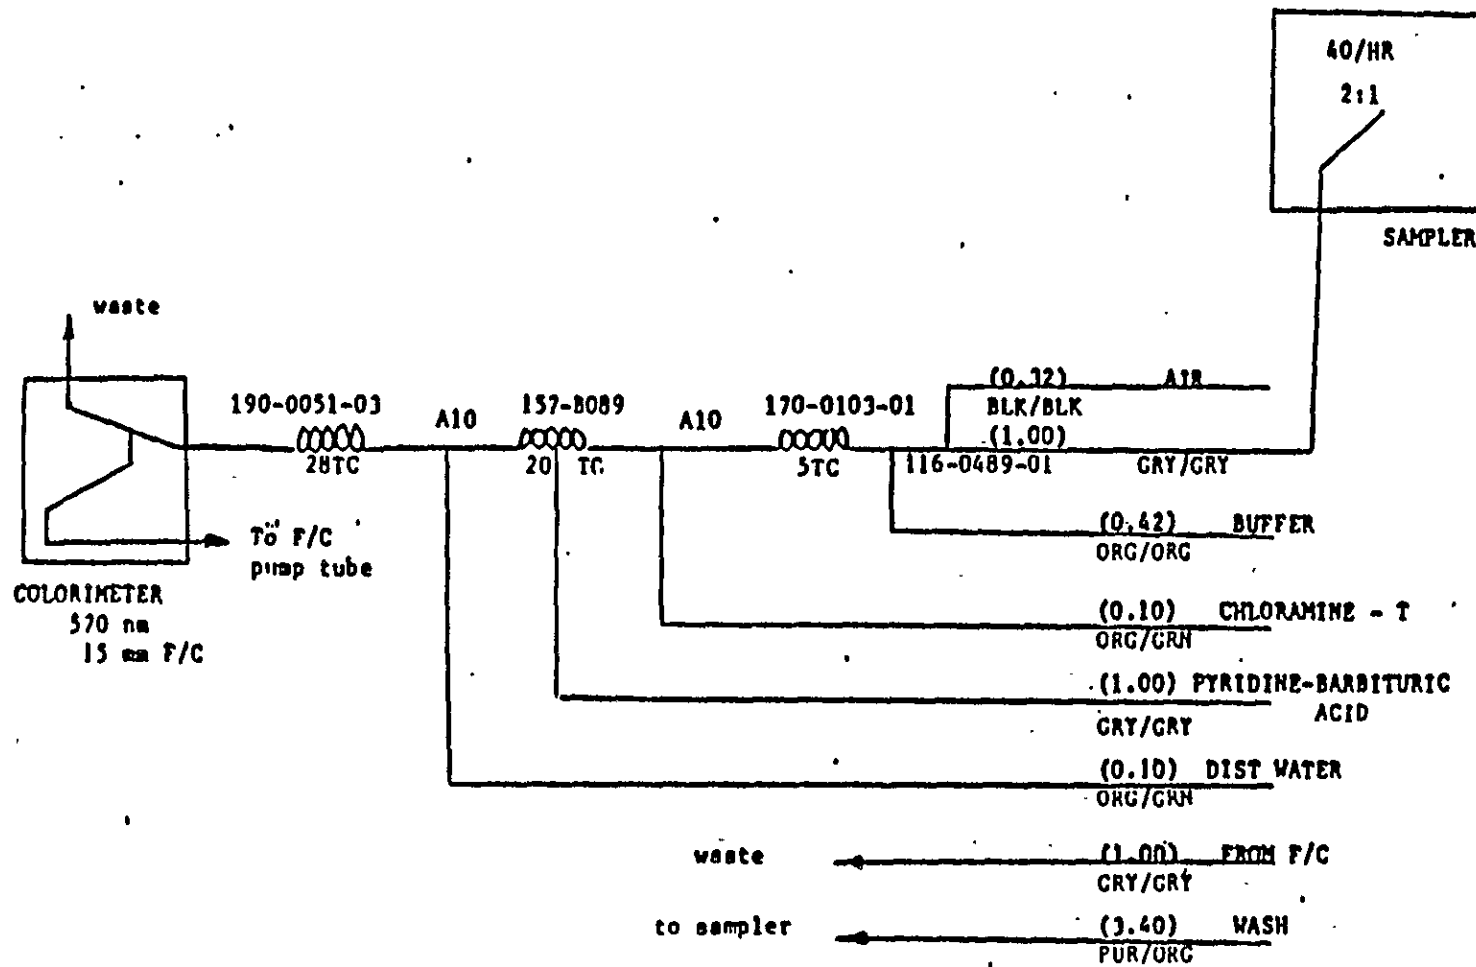 40/HR
2:1
SAMPLER
waste
(0.32) AIR
BLK/BLK
190-0051-03
A10
157-B089
A10
170-0103-01
(1.00)
28TC
20 TC
5TC
116-0489-01
GRY/GRY
(0.42) BUFFER
ORG/ORG
To F/C
pump tube
COLORIMETER
570 nm
15 mm F/C
(0.10) CHLORAMINE - T
ORG/GRN
(1.00) PYRIDINE-BARBITURIC
ACID
GRY/GRY
(0.10) DIST WATER
ORG/GRN
waste
(1.00) FROM F/C
GRY/GRY
to sampler
(3.40) WASH
PUR/ORG